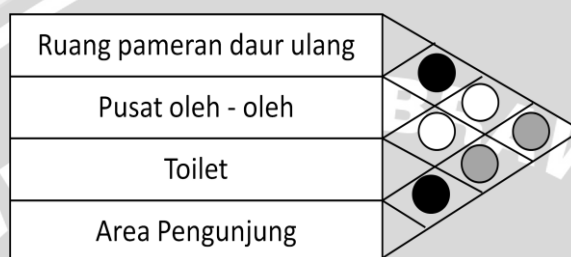 Ruang pameran daur ulang
Pusat oleh - oleh
Toilet
Area Pengunjung